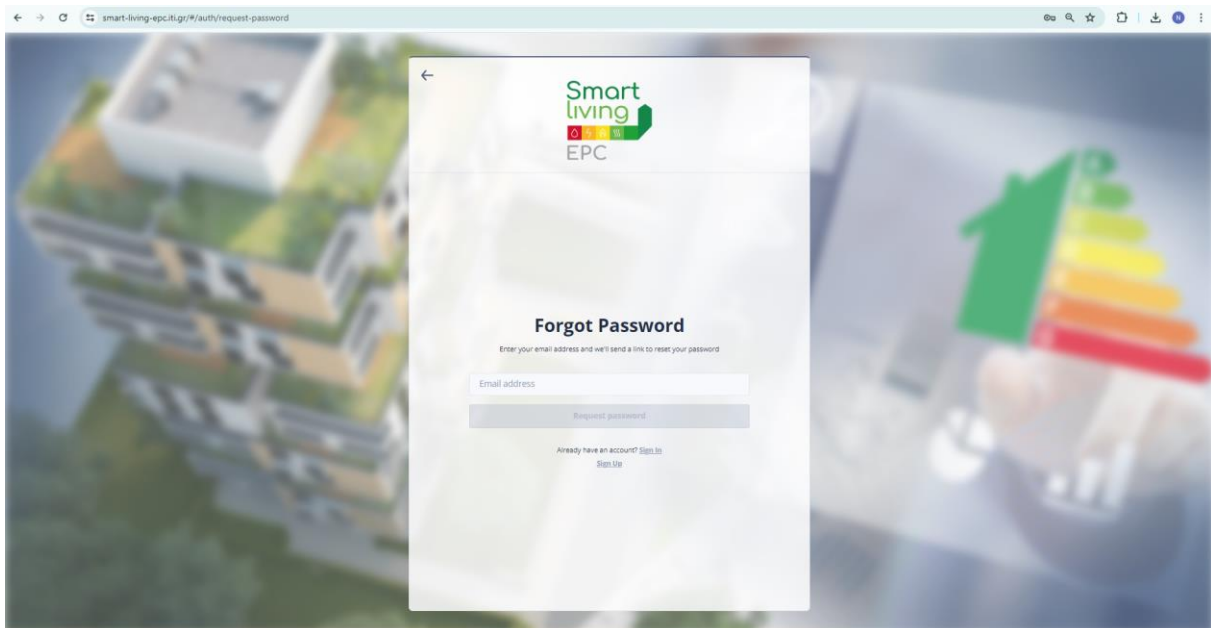 smart-living-epc.iti.gr/#/auth/request-password
N
Smart
living
EPC
Forgot Password
Enter your email address and we'll send a link to reset your password
Email address
Request password
Already have an account? Sign In
Sign Up